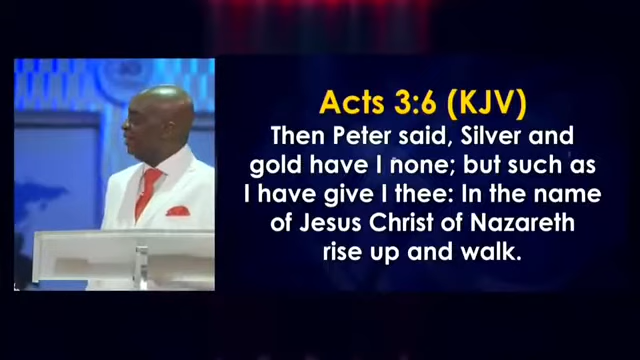 Acts 3:6 (KJV)
Then Peter said, Silver and
gold have I none; but such as
I have give I thee: In the name
of Jesus Christ of Nazareth
rise up and walk.